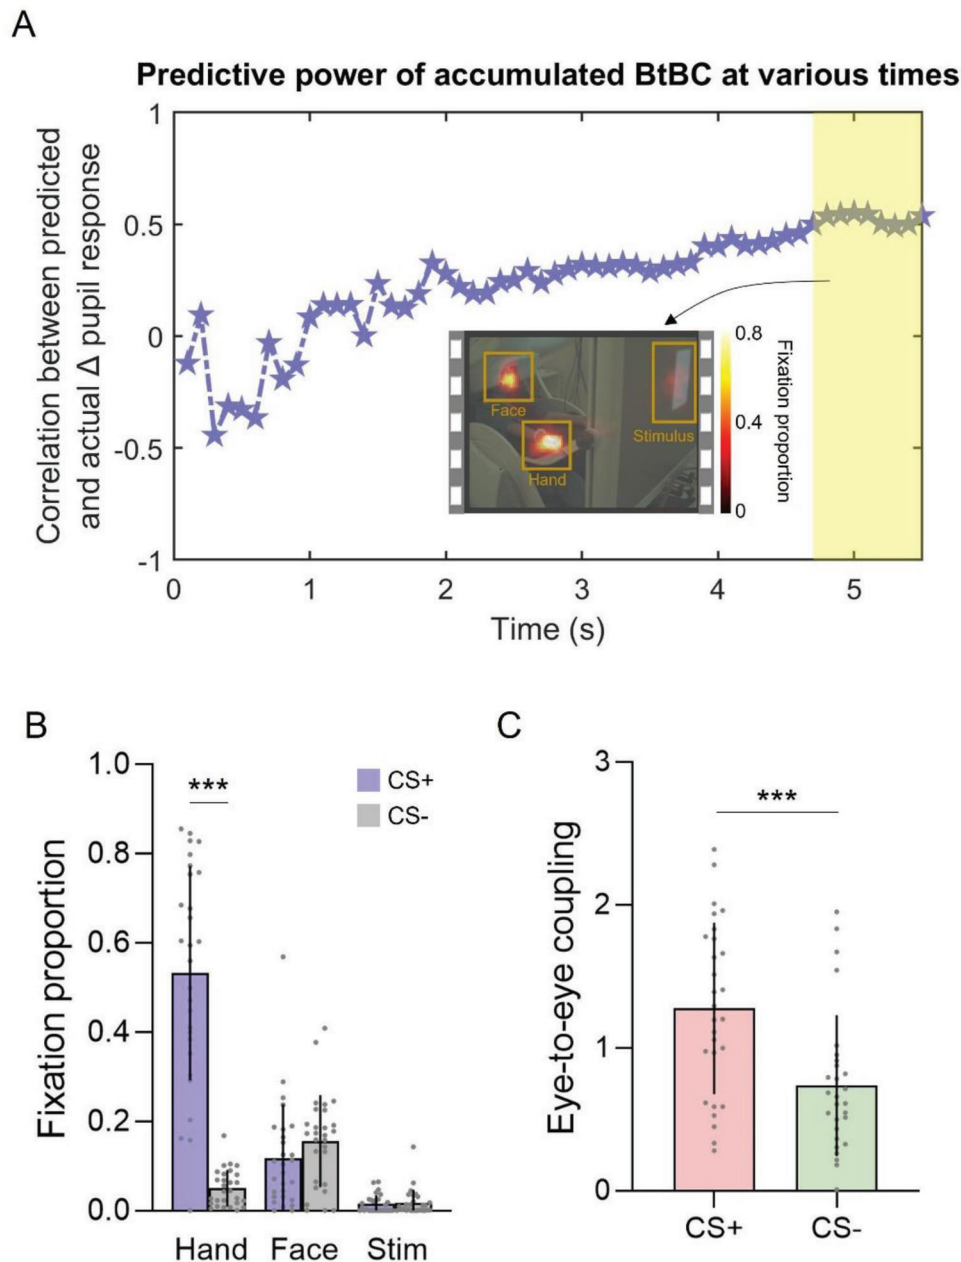 A
Predictive power of accumulated BtBC at various times
Correlation between predicted
and actual Δ pupil response
1
0.5
0
-0.5
-1
0
1
2
3
4
5
Time (s)
Face
Hand
Stimulus
0.8
0.4
0
Fixation proportion
B
Fixation proportion
1.0
0.8
0.6
0.4
0.2
0.0
***
CS+
CS-
Hand
Face
Stim
C
Eye-to-eye coupling
3
2
1
0
***
CS+
CS-